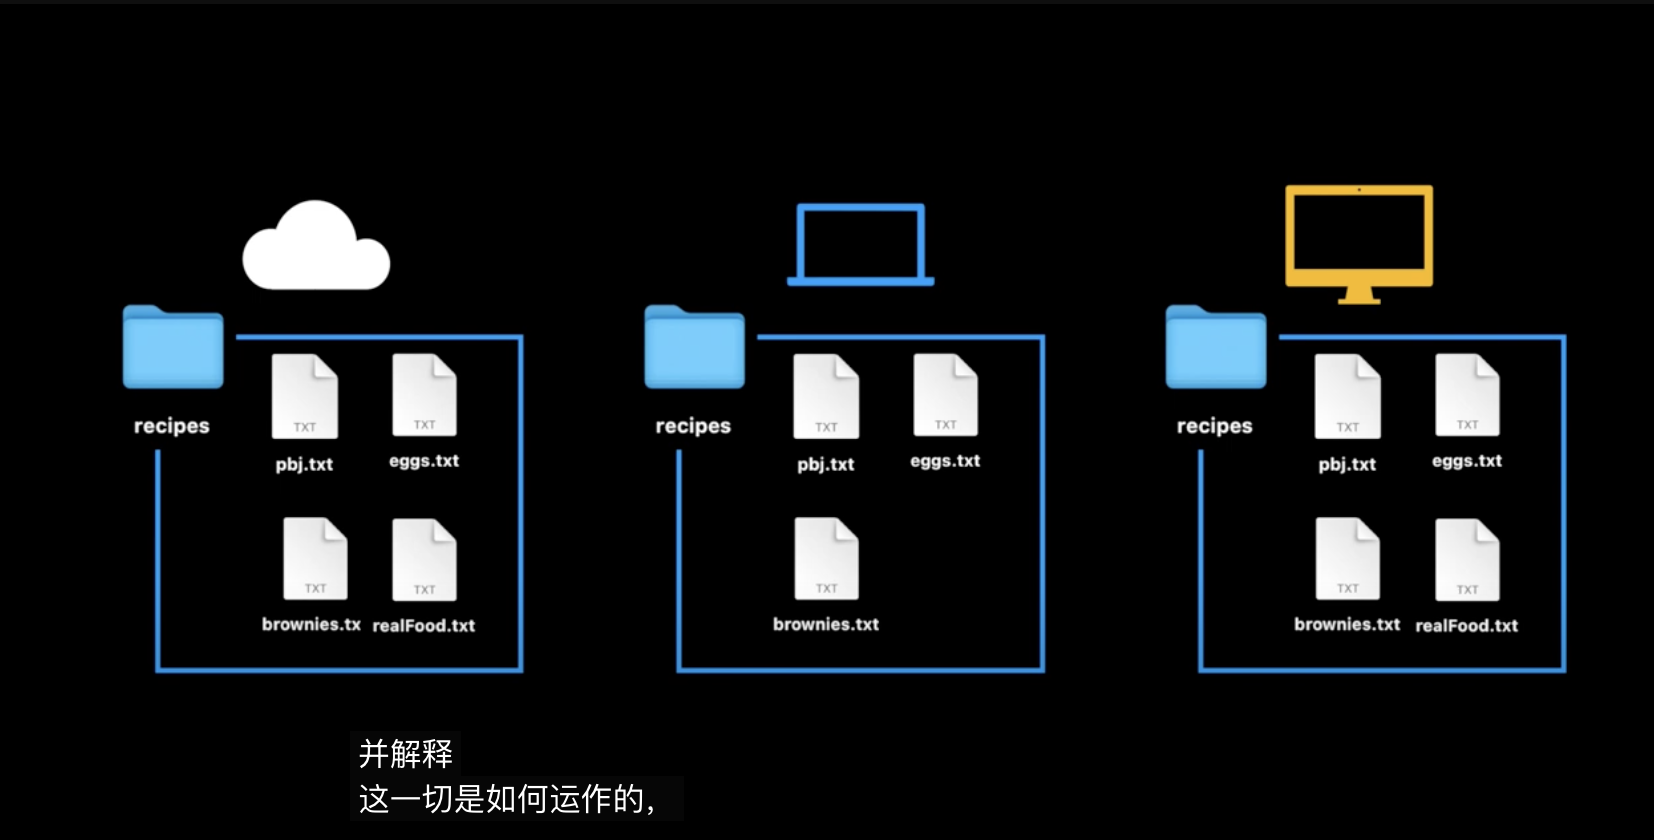 recipes
TXT
pbj.txt
TXT
eggs.txt
TXT
brownies.tx
TXT
realFood.txt
recipes
TXT
pbj.txt
TXT
eggs.txt
TXT
brownies.txt
recipes
TXT
pbj.txt
TXT
eggs.txt
TXT
brownies.txt
TXT
realFood.txt
并解释
这一切是如何运作的,